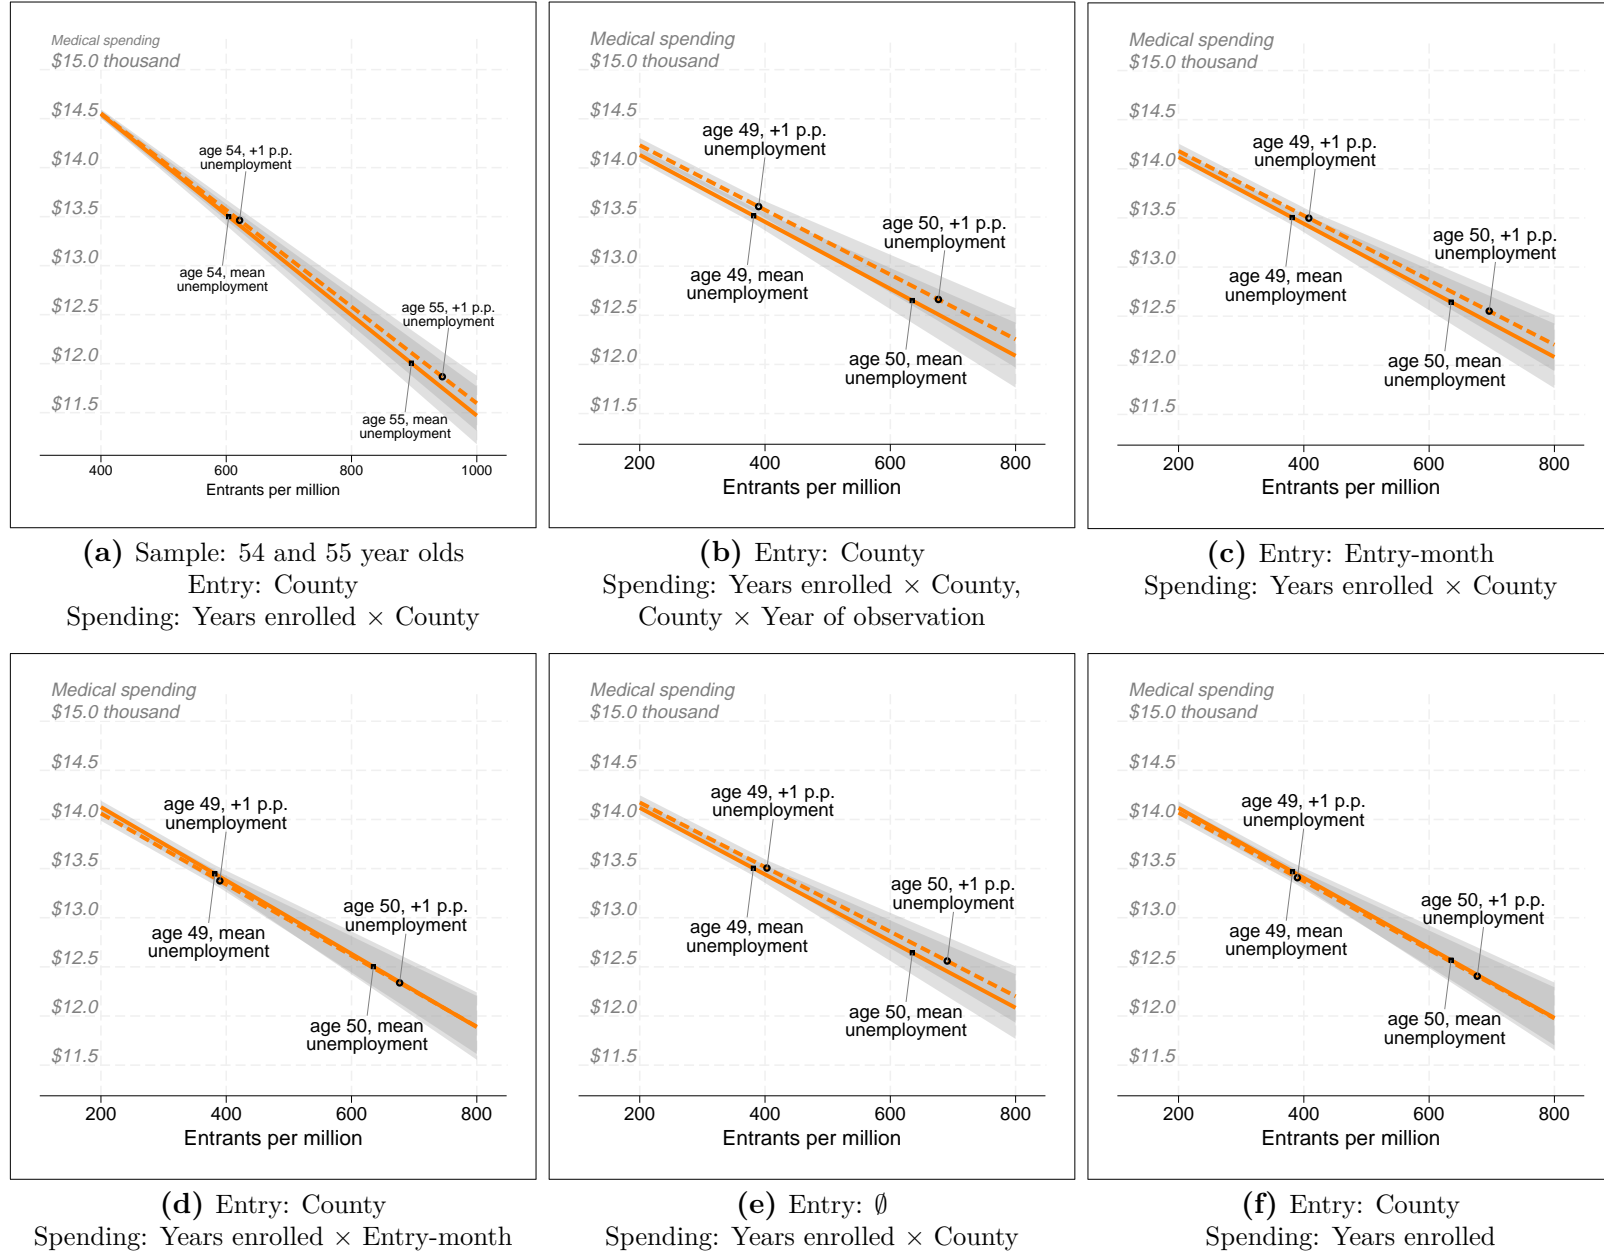 Medical spending
$15.0 thousand
$14.5
$14.0
$13.5
$13.0
$12.5
$12.0
$11.5
age 54, +1 p.p.
unemployment
age 54, mean
unemployment
age 55, +1 p.p.
unemployment
age 55, mean
unemployment
400 600 800 1000
Entrants per million
(a) Sample: 54 and 55 year olds
Entry: County
Spending: Years enrolled × County
Medical spending
$15.0 thousand
$14.5
$14.0
$13.5
$13.0
$12.5
$12.0
$11.5
age 49, +1 p.p.
unemployment
age 49, mean
unemployment
age 50, +1 p.p.
unemployment
age 50, mean
unemployment
200 400 600 800
Entrants per million
(b) Entry: County
Spending: Years enrolled × County,
County × Year of observation
Medical spending
$15.0 thousand
$14.5
$14.0
$13.5
$13.0
$12.5
$12.0
$11.5
age 49, +1 p.p.
unemployment
age 49, mean
unemployment
age 50, +1 p.p.
unemployment
age 50, mean
unemployment
200 400 600 800
Entrants per million
(c) Entry: Entry-month
Spending: Years enrolled × County
Medical spending
$15.0 thousand
$14.5
$14.0
$13.5
$13.0
$12.5
$12.0
$11.5
age 49, +1 p.p.
unemployment
age 49, mean
unemployment
age 50, +1 p.p.
unemployment
age 50, mean
unemployment
200 400 600 800
Entrants per million
(d) Entry: County
Spending: Years enrolled × Entry-month
Medical spending
$15.0 thousand
$14.5
$14.0
$13.5
$13.0
$12.5
$12.0
$11.5
age 49, +1 p.p.
unemployment
age 49, mean
unemployment
age 50, +1 p.p.
unemployment
age 50, mean
unemployment
200 400 600 800
Entrants per million
(e) Entry: ∅
Spending: Years enrolled × County
Medical spending
$15.0 thousand
$14.5
$14.0
$13.5
$13.0
$12.5
$12.0
$11.5
age 49, +1 p.p.
unemployment
age 49, mean
unemployment
age 50, +1 p.p.
unemployment
age 50, mean
unemployment
200 400 600 800
Entrants per million
(f) Entry: County
Spending: Years enrolled